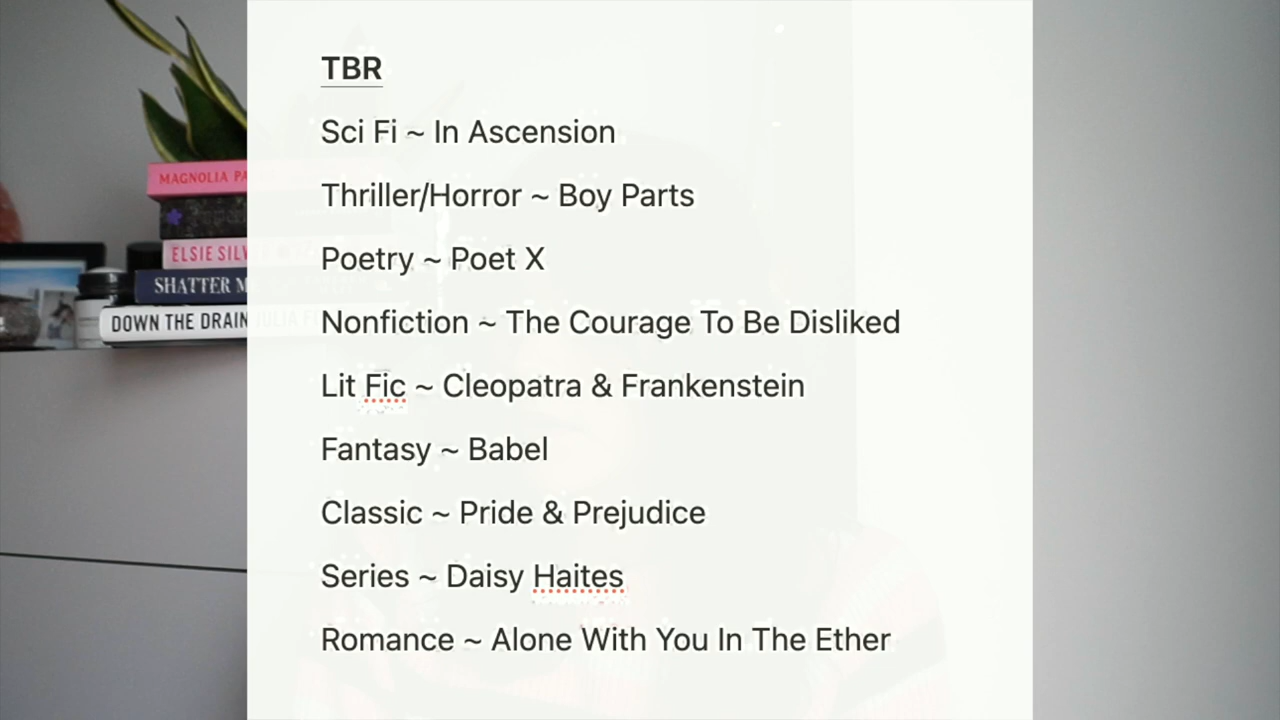 TBR
Sci Fi ~ In Ascension
Thriller/Horror ~ Boy Parts
Poetry ~ Poet X
Nonfiction ~ The Courage To Be Disliked
Lit Fic ~ Cleopatra & Frankenstein
Fantasy ~ Babel
Classic ~ Pride & Prejudice
Series ~ Daisy Haites
Romance ~ Alone With You In The Ether
MAGNOLIA PA
ELSIE SILV
SHATTER M
DOWN THE DRAIN JULIA F